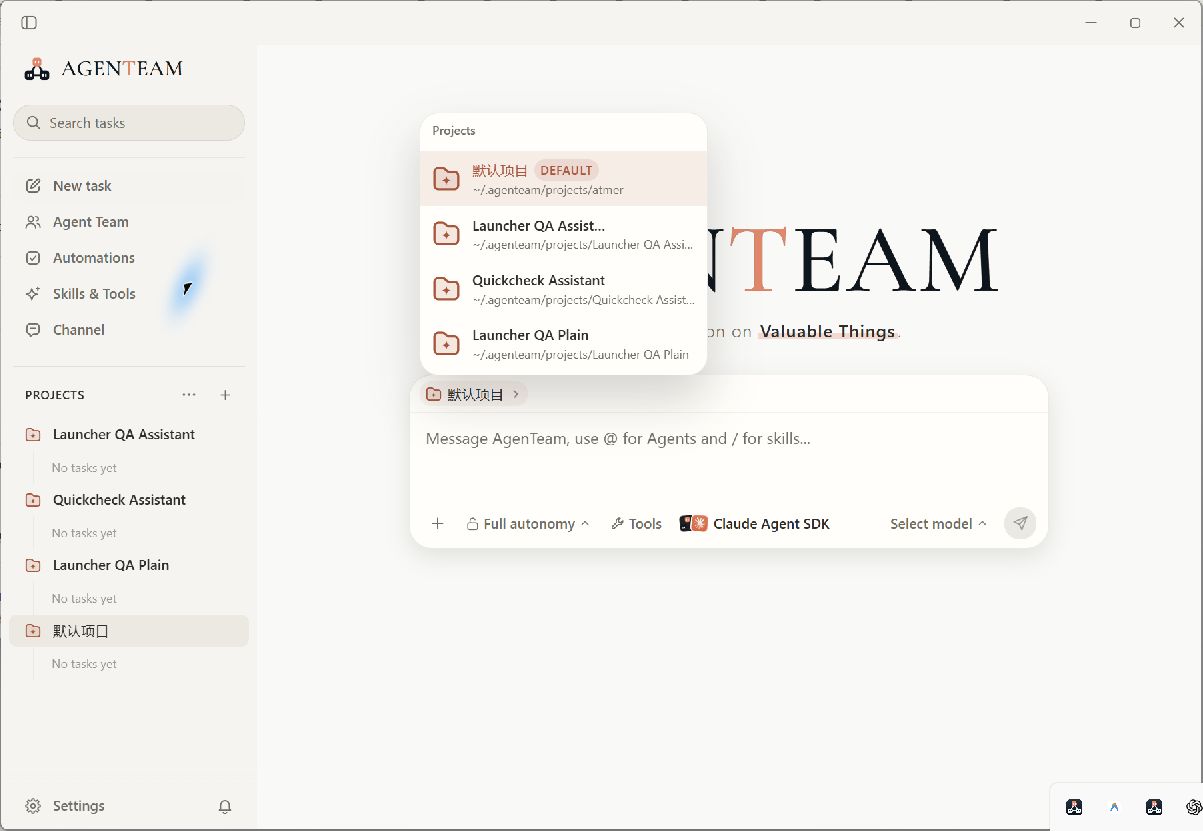 AGENTEAM
Search tasks
New task
Agent Team
Automations
Skills & Tools
Channel
PROJECTS
Launcher QA Assistant
No tasks yet
Quickcheck Assistant
No tasks yet
Launcher QA Plain
No tasks yet
默认项目
No tasks yet
Settings
Projects
默认项目 DEFAULT
~/.agenteam/projects/atmer
Launcher QA Assist...
~/.agenteam/projects/Launcher QA Assi...
Quickcheck Assistant
~/.agenteam/projects/Quickcheck Assist...
Launcher QA Plain
~/.agenteam/projects/Launcher QA Plain
TEAM
on on Valuable Things.
默认项目
Message AgenTeam, use @ for Agents and / for skills...
Full autonomy
Tools
Claude Agent SDK
Select model